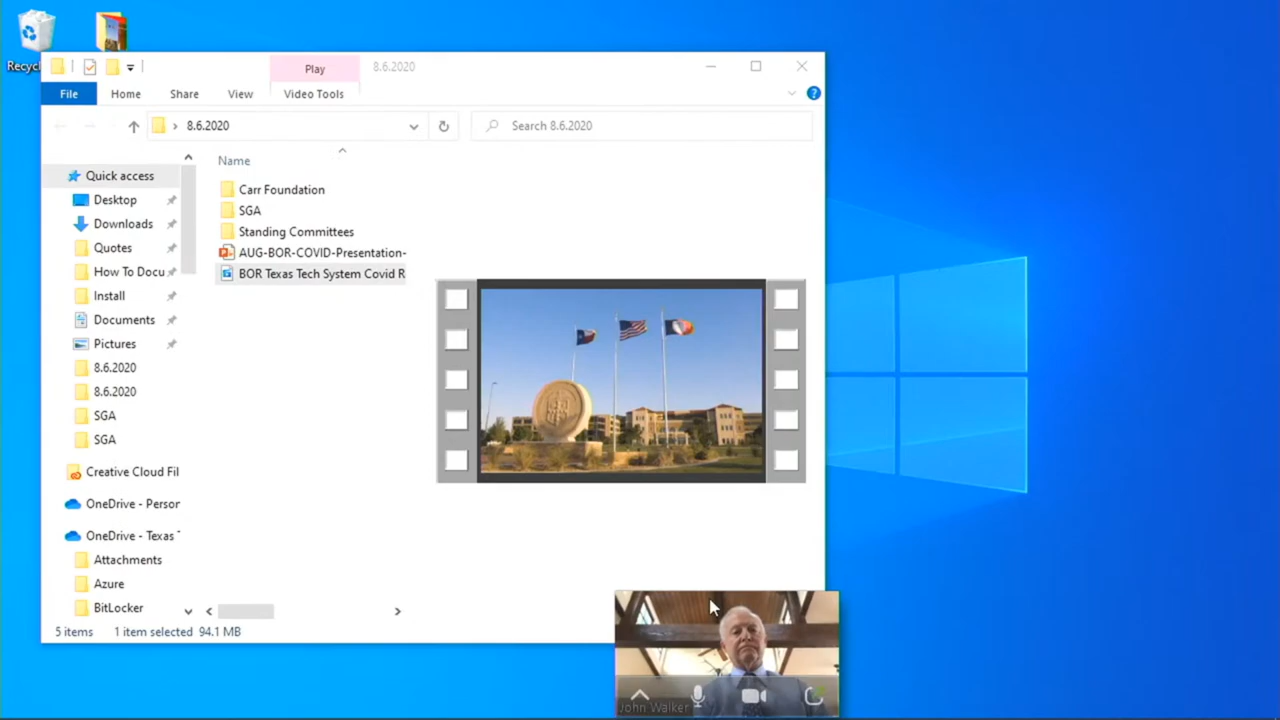 Recyc
Play
8.6.2020
File
Home
Share
View
Video Tools
8.6.2020
Search 8.6.2020
Name
Quick access
Desktop
Downloads
Quotes
How To Docu
Install
Documents
Pictures
8.6.2020
8.6.2020
SGA
SGA
Creative Cloud Fil
OneDrive - Persor
OneDrive - Texas T
Attachments
Azure
BitLocker
Carr Foundation
SGA
Standing Committees
AUG-BOR-COVID-Presentation-
BOR Texas Tech System Covid R
5 items
1 item selected 94.1 MB
John Walker